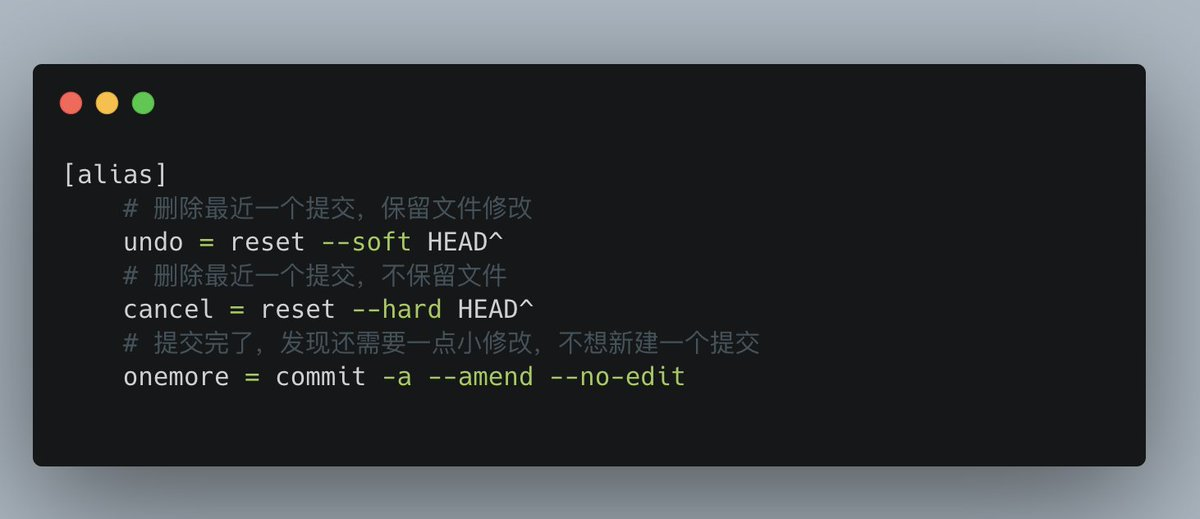 [alias]
# 删除最近一个提交，保留文件修改
undo = reset --soft HEAD^
# 删除最近一个提交，不保留文件
cancel = reset --hard HEAD^
# 提交完了，发现还需要一点小修改，不想新建一个提交
onemore = commit -a --amend --no-edit